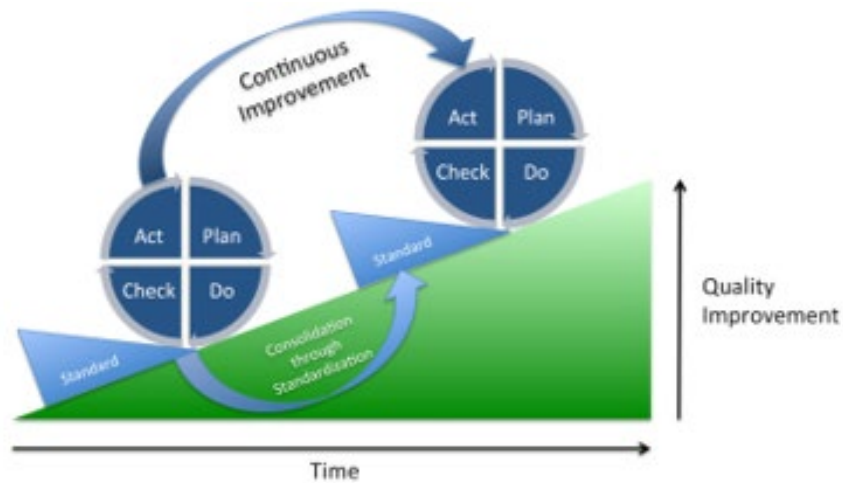 Continuous
Improvement
Act
Plan
Check
Do
Act
Plan
Check
Do
Standard
Standard
Consolidation
through
Standardization
Quality
Improvement
Time